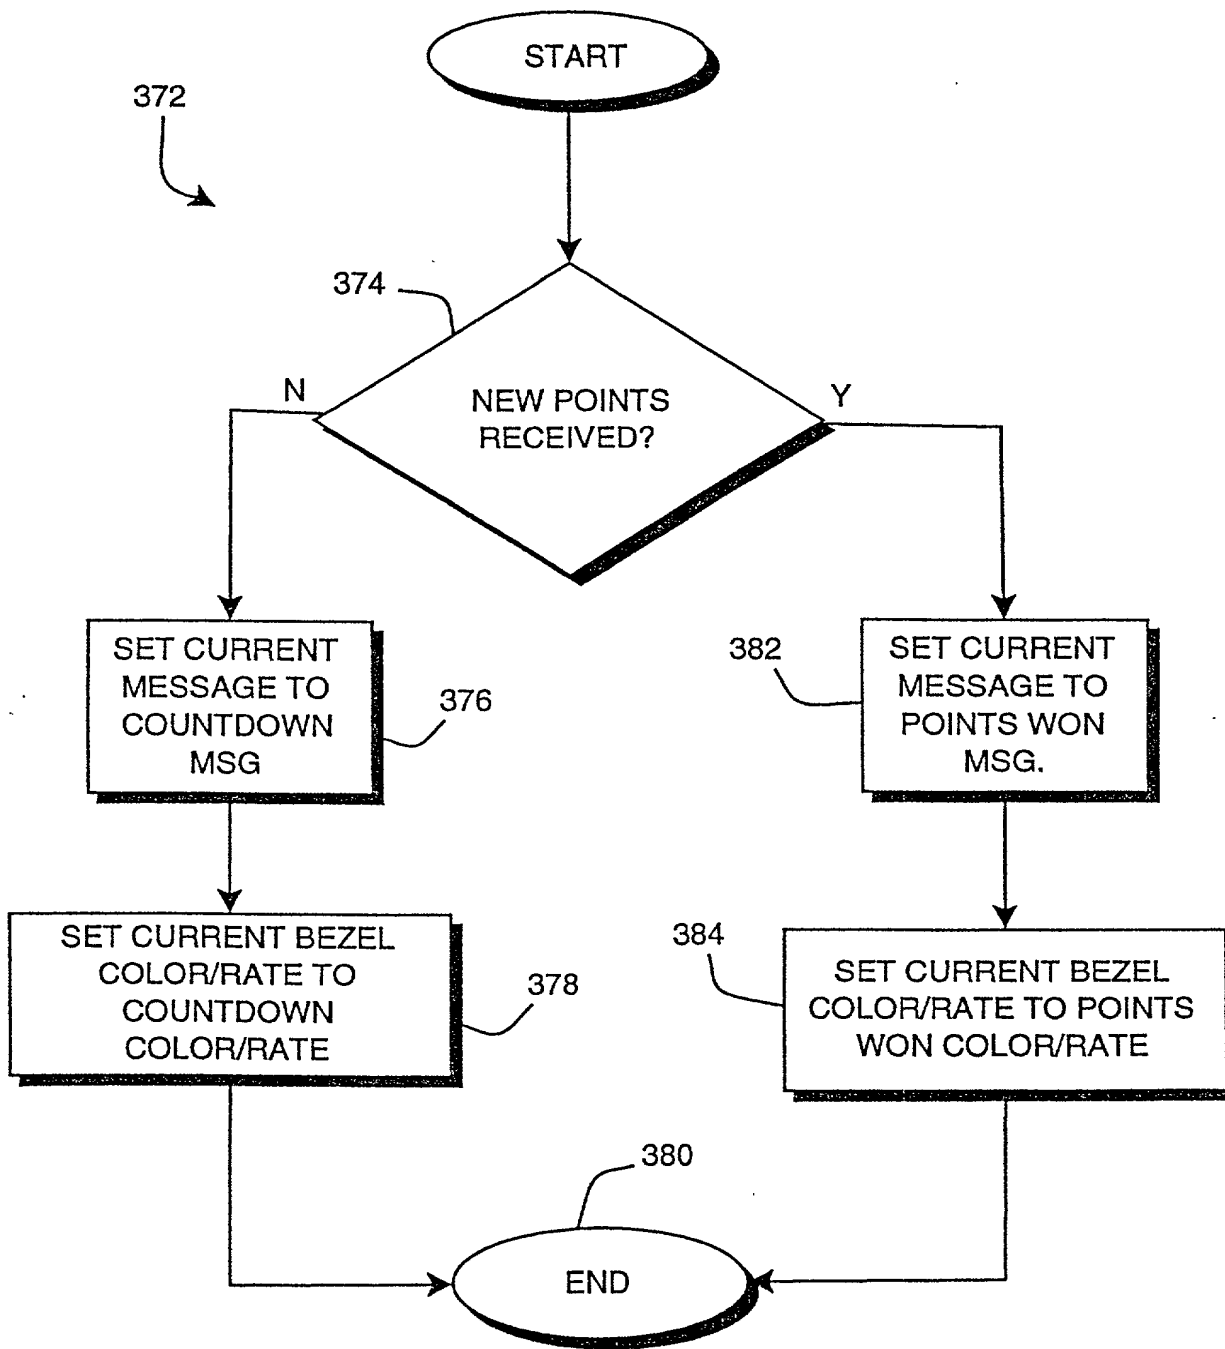 START
372
374
N
Y
NEW POINTS
RECEIVED?
SET CURRENT
MESSAGE TO
COUNTDOWN
MSG
376
382
SET CURRENT
MESSAGE TO
POINTS WON
MSG.
SET CURRENT BEZEL
COLOR/RATE TO
COUNTDOWN
COLOR/RATE
378
384
SET CURRENT BEZEL
COLOR/RATE TO POINTS
WON COLOR/RATE
380
END